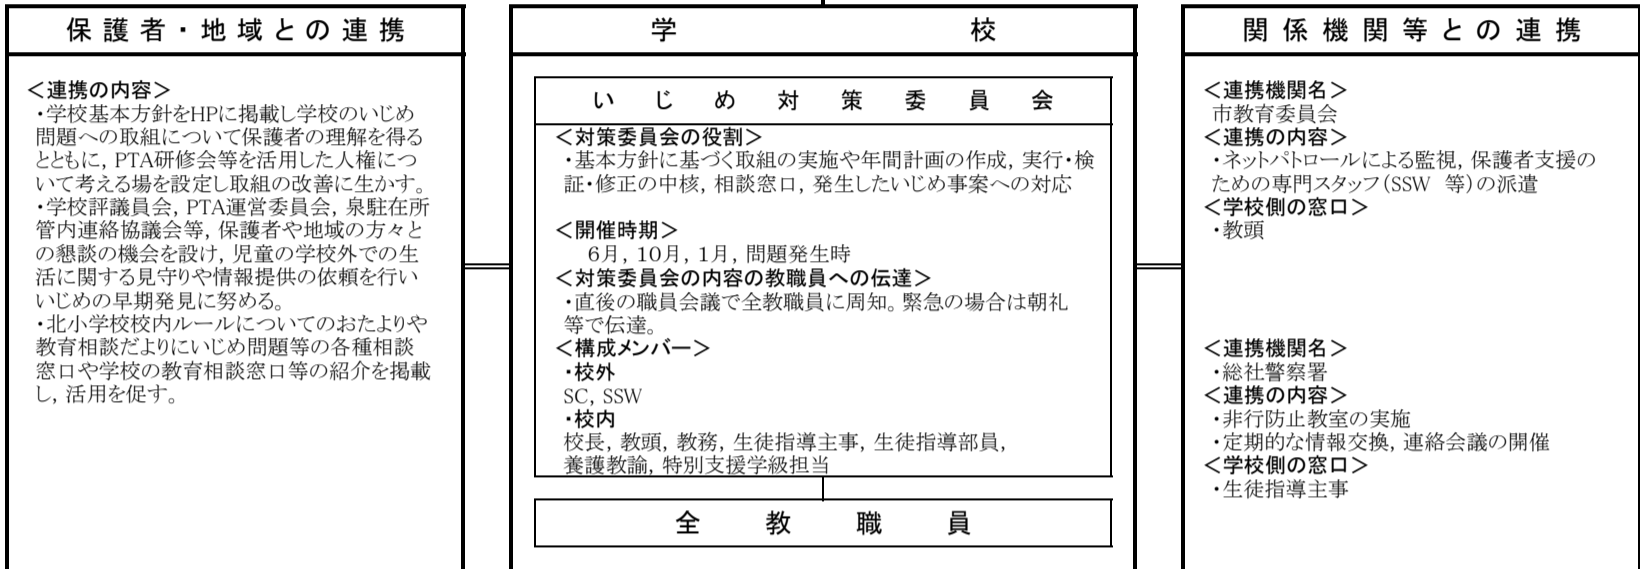 保護者・地域との連携
＜連携の内容＞
・学校基本方針をHPに掲載し学校のいじめ
問題への取組について保護者の理解を得る
とともに，PTA研修会等を活用した人権につ
いて考える場を設定し取組の改善に生かす。
・学校評議員会，PTA運営委員会，泉駐在所
管内連絡協議会等，保護者や地域の方々と
の懇談の機会を設け，児童の学校外での生
活に関する見守りや情報提供の依頼を行い
いじめの早期発見に努める。
・北小学校校内ルールについてのおたよりや
教育相談だよりにいじめ問題等の各種相談
窓口や学校の教育相談窓口等の紹介を掲載
し，活用を促す。
学校
いじめ対策委員会
＜対策委員会の役割＞
・基本方針に基づく取組の実施や年間計画の作成，実行・検
証・修正の中核，相談窓口，発生したいじめ事案への対応
＜開催時期＞
6月，10月，1月，問題発生時
＜対策委員会の内容の教職員への伝達＞
・直後の職員会議で全教職員に周知。緊急の場合は朝礼
等で伝達。
＜構成メンバー＞
・校外
SC，SSW
・校内
校長，教頭，教務，生徒指導主事，生徒指導部員，
養護教諭，特別支援学級担当
全教職員
関係機関等との連携
＜連携機関名＞
市教育委員会
＜連携の内容＞
・ネットパトロールによる監視，保護者支援の
ための専門スタッフ（SSW　等）の派遣
＜学校側の窓口＞
・教頭
＜連携機関名＞
・総社警察署
＜連携の内容＞
・非行防止教室の実施
・定期的な情報交換，連絡会議の開催
＜学校側の窓口＞
・生徒指導主事